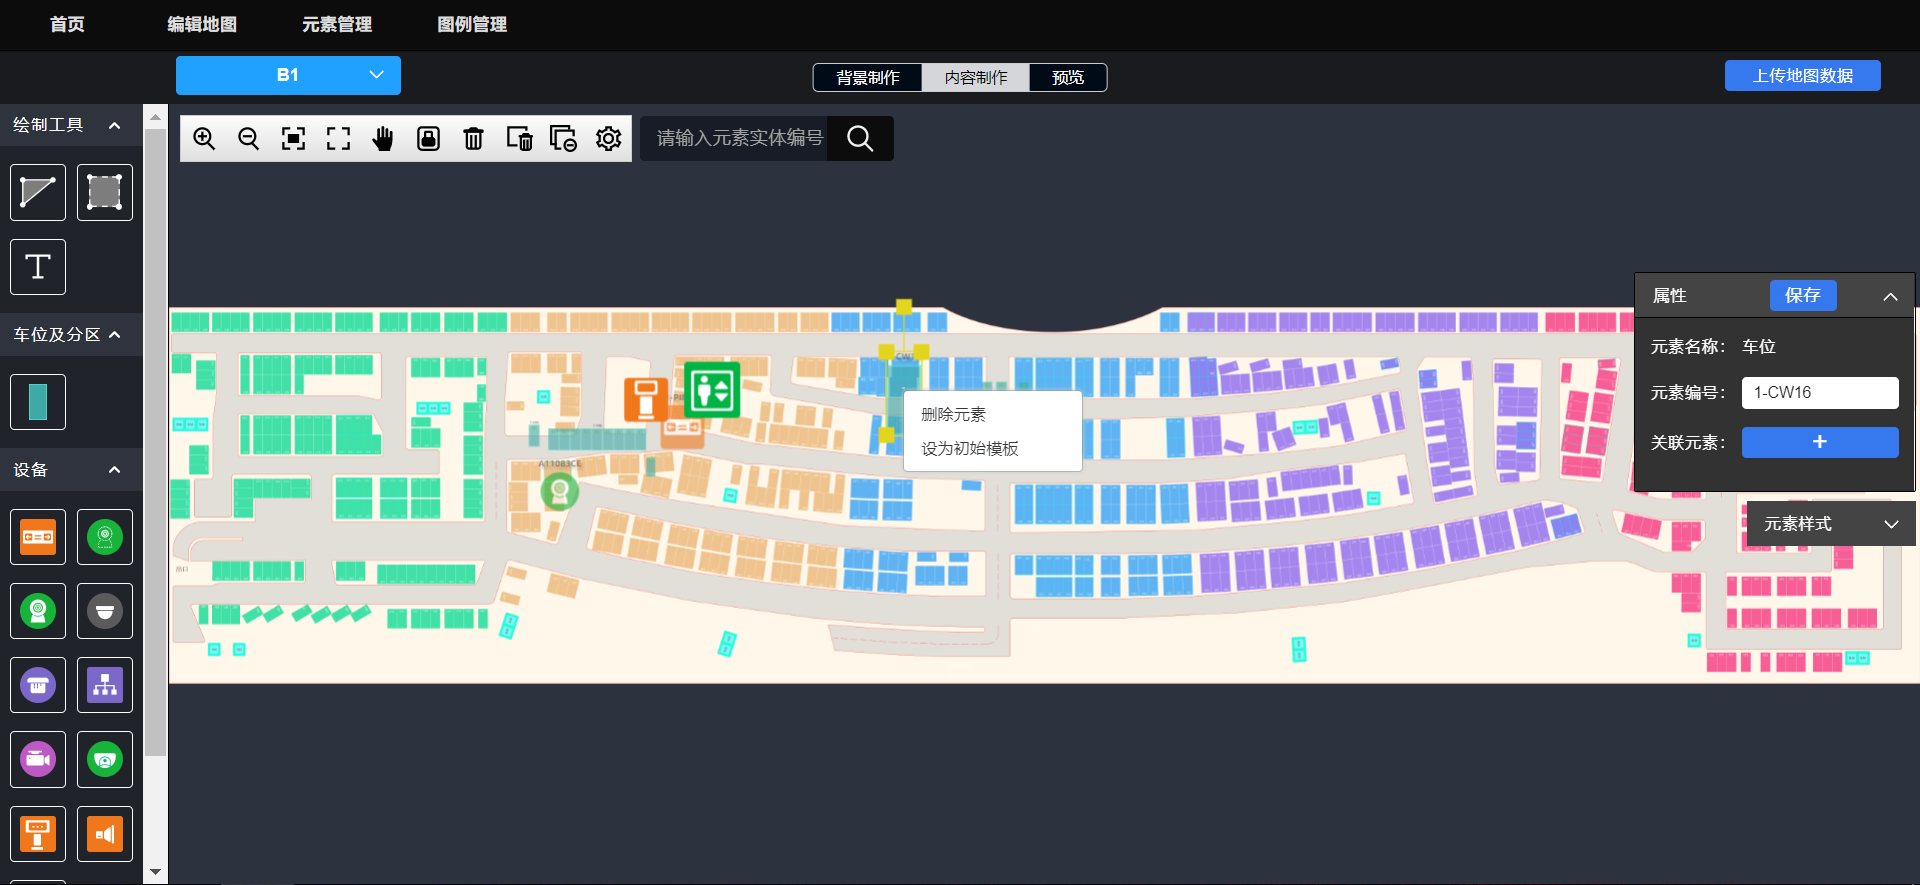 首页
编辑地图
元素管理
图例管理
B1
背景制作
内容制作
预览
上传地图数据
绘制工具
请输入元素实体编号
车位及分区
设备
A11083CE
删除元素
设为初始模板
属性
保存
元素名称：
车位
元素编号：
1-CW16
关联元素：
+
元素样式